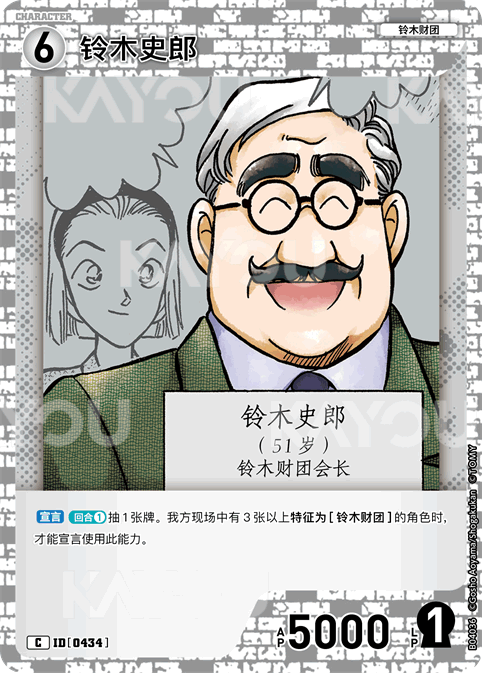 CHARACTER
6
铃木史郎
铃木财团
KAYOU
KAYOU
KAYOU
铃木史郎
（51岁）
铃木财团会长
宣言 回合1 抽1张牌。我方现场中有3张以上特征为[铃木财团]的角色时，
才能宣言使用此能力。
C ID[0434]
AP 5000 LP 1
B04036 ©Gosho Aoyama/Shogakukan ©TOMY